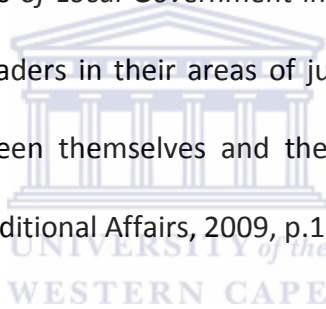 s of Local Government in
aders in their areas of ju
een themselves and the
ditional Affairs, 2009, p.1
UNIVERSITY of the
WESTERN CAPE